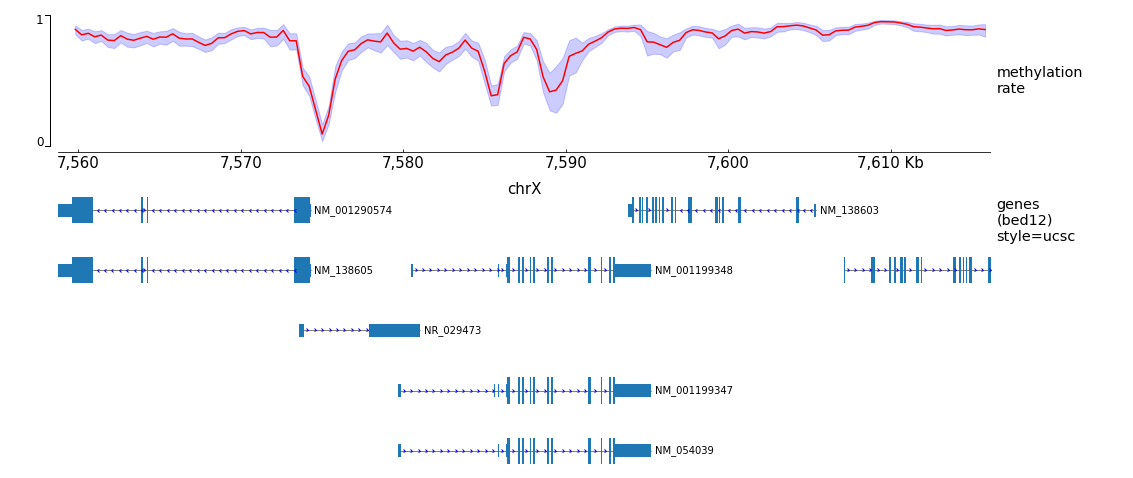 1
0
methylation
rate
7,560
7,570
7,580
7,590
7,600
7,610 Kb
chrX
NM_001290574
NM_138603
genes
(bed12)
style=ucsc
NM_138605
NM_001199348
NR_029473
NM_001199347
NM_054039